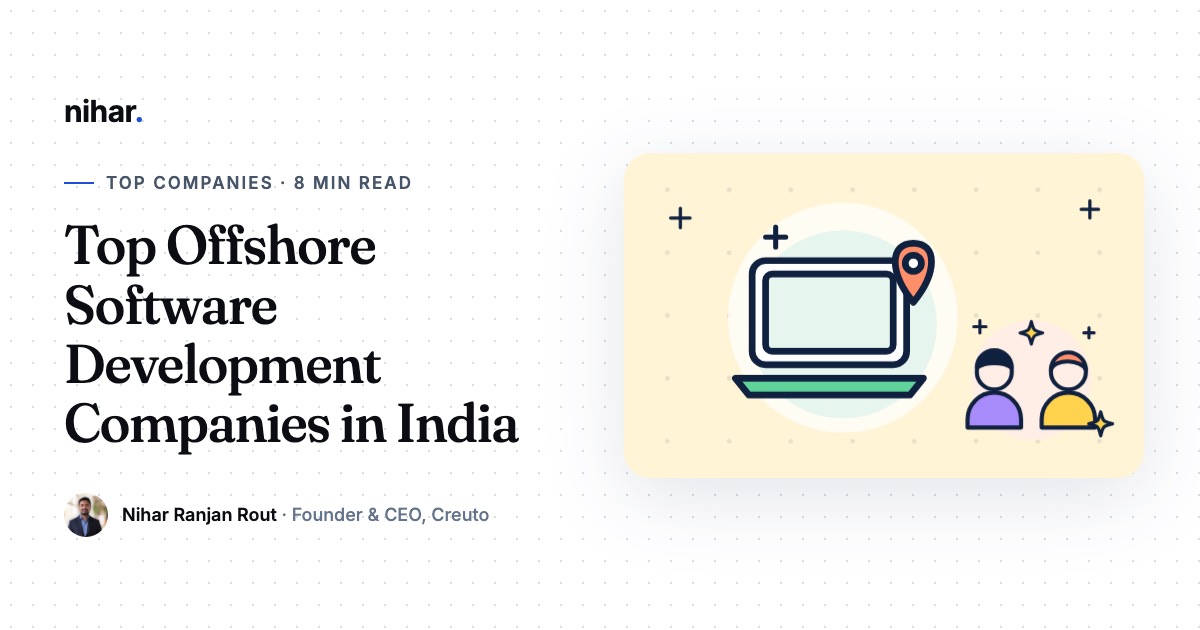 nihar.
TOP COMPANIES · 8 MIN READ
Top Offshore
Software
Development
Companies in India
Nihar Ranjan Rout · Founder & CEO, Creuto